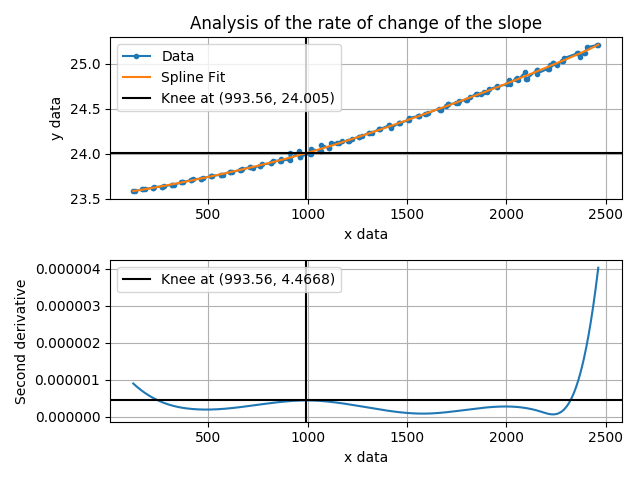 Analysis of the rate of change of the slope
25.0
24.5
24.0
23.5
y data
Data
Spline Fit
Knee at (993.56, 24.005)
500 1000 1500 2000 2500
x data
0.000004
0.000003
0.000002
0.000001
0.000000
Second derivative
Knee at (993.56, 4.4668)
500 1000 1500 2000 2500
x data